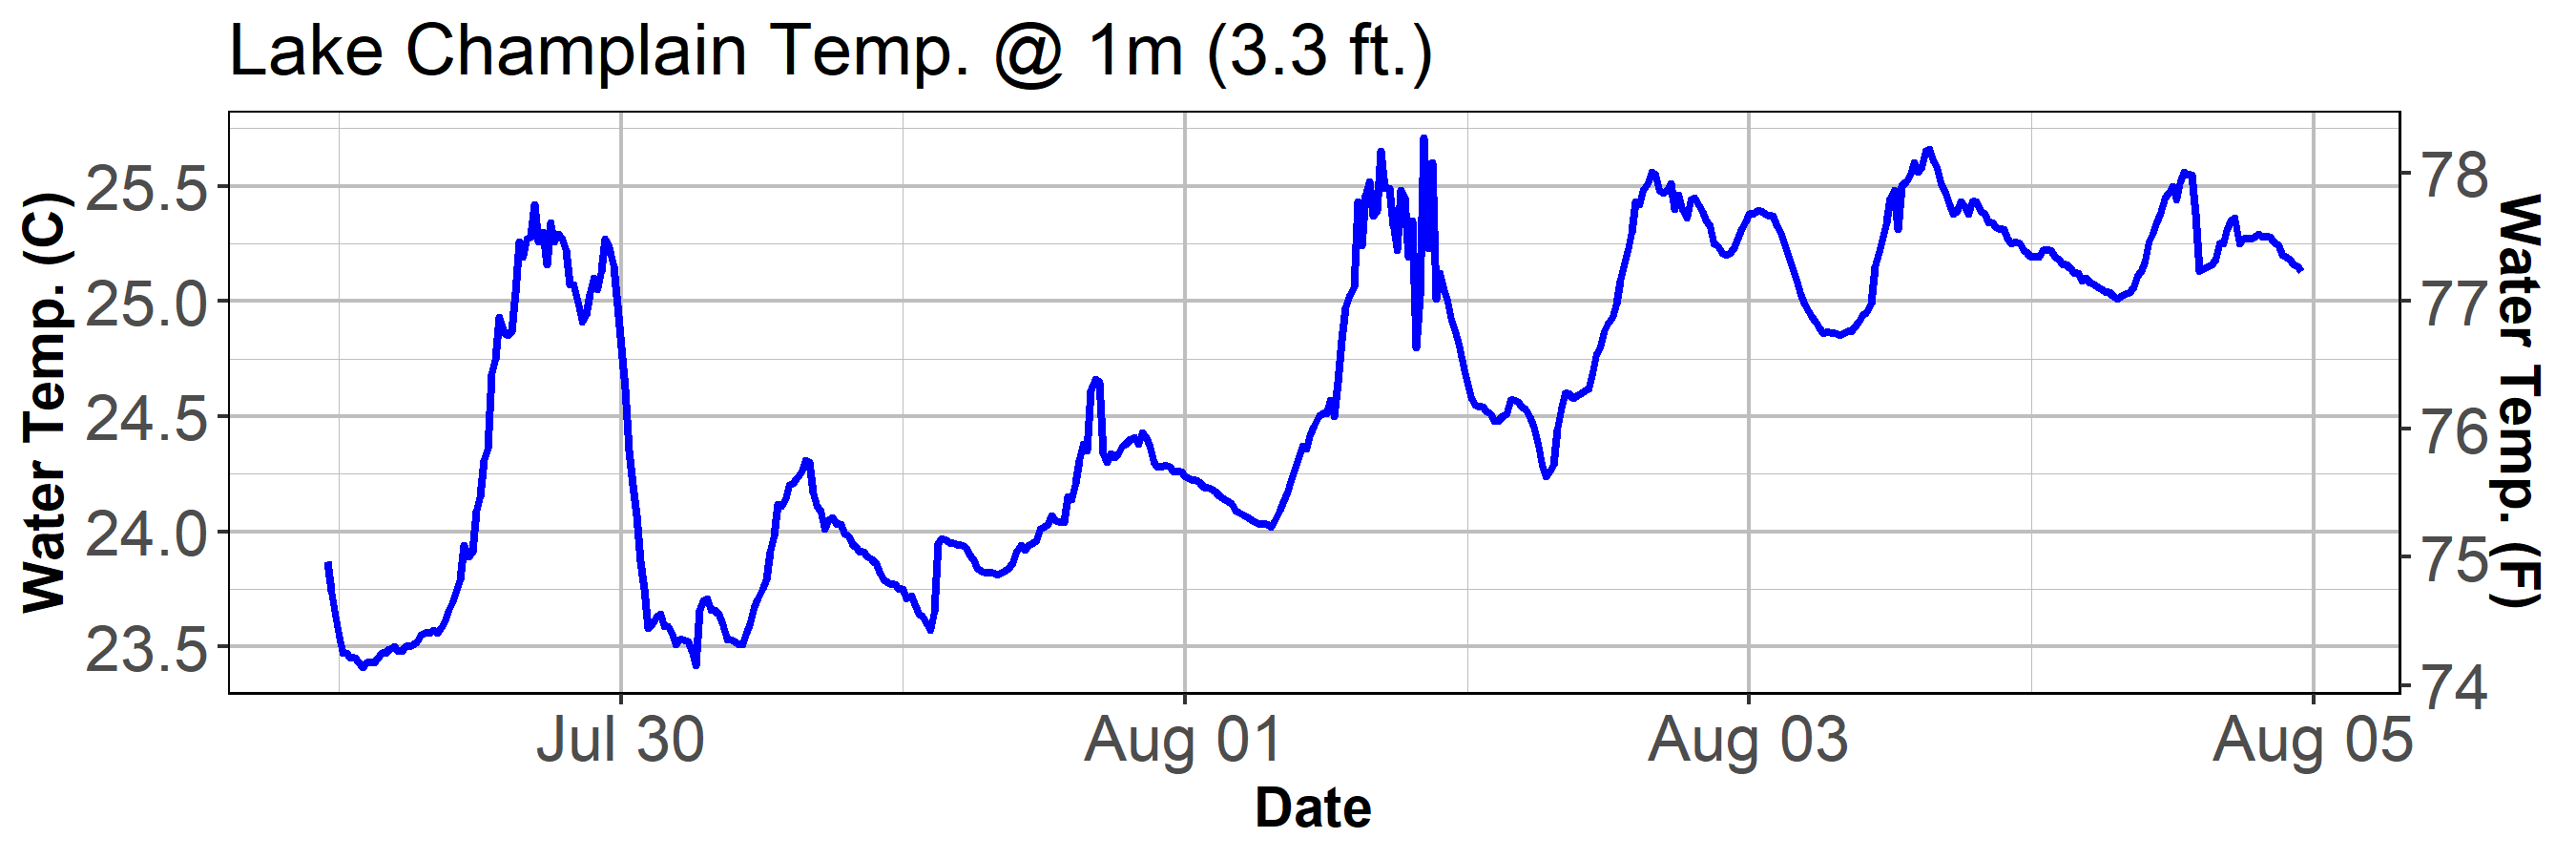 Lake Champlain Temp. @ 1m (3.3 ft.)
Water Temp. (C)
25.5
25.0
24.5
24.0
23.5
78
77
76
75
74
Water Temp. (F)
Jul 30
Aug 01
Aug 03
Aug 05
Date